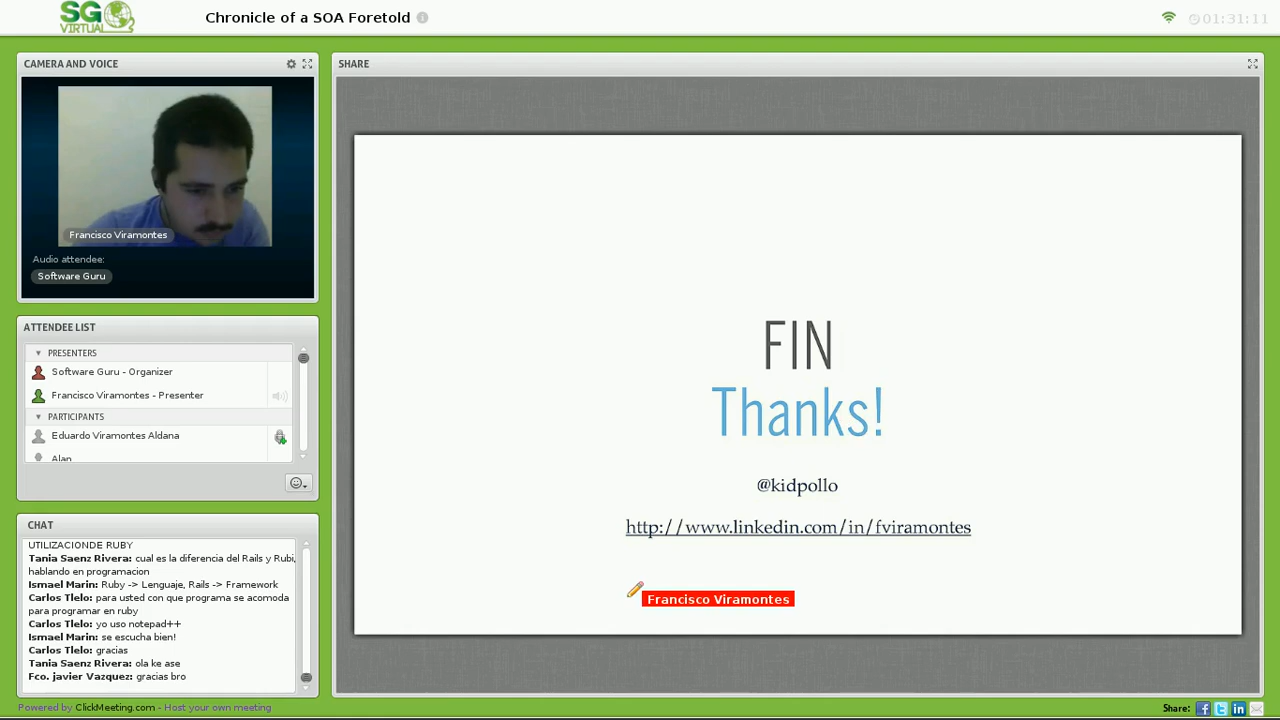 SG
VIRTUAL
Chronicle of a SOA Foretold
01:31:11
CAMERA AND VOICE
Francisco Viramontes
Audio attendee:
Software Guru
ATTENDEE LIST
PRESENTERS
Software Guru - Organizer
Francisco Viramontes - Presenter
PARTICIPANTS
Eduardo Viramontes Aldana
Alan
CHAT
UTILIZACIONDE RUBY
Tania Saenz Rivera: cual es la diferencia del Rails y Rubi,
hablando en programacion
Ismael Marin: Ruby -> Lenguaje, Rails -> Framework
Carlos Tlelo: para usted con que programa se acomoda
para programar en ruby
Carlos Tlelo: yo uso notepad++
Ismael Marin: se escucha bien!
Carlos Tlelo: gracias
Tania Saenz Rivera: ola ke ase
Fco. javier Vazquez: gracias bro
SHARE
FIN
Thanks!
@kidpollo
http://www.linkedin.com/in/fviramontes
Francisco Viramontes
Powered by ClickMeeting.com - Host your own meeting
Share: